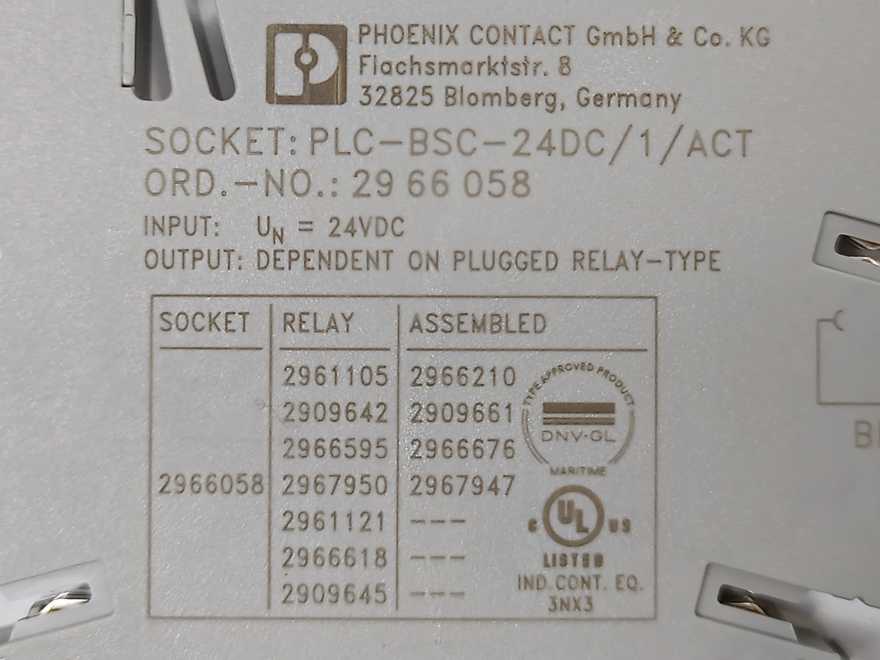 PHOENIX CONTACT GmbH & Co. KG
Flachsmarktstr. 8
32825 Blomberg, Germany
SOCKET: PLC-BSC-24DC/1/ACT
ORD.-NO.: 29 66 058
INPUT: UN = 24VDC
OUTPUT: DEPENDENT ON PLUGGED RELAY-TYPE
SOCKET RELAY ASSEMBLED
2961105 2966210
2909642 2909661
2966595 2966676
2966058 2967950 2967947
2961121 ---
2966618 ---
2909645 ---
TYPE APPROVED PRODUCT
DNV·GL
MARITIME
C UL US
LISTED
IND. CONT. EQ.
3NX3